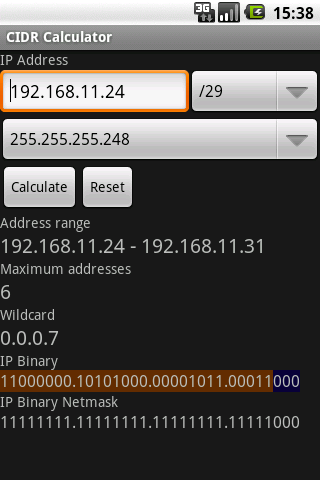 3G 15:38
CIDR Calculator
IP Address
192.168.11.24 /29
255.255.255.248
Calculate Reset
Address range
192.168.11.24 - 192.168.11.31
Maximum addresses
6
Wildcard
0.0.0.7
IP Binary
11000000.10101000.00001011.00011000
IP Binary Netmask
11111111.11111111.11111111.11111000